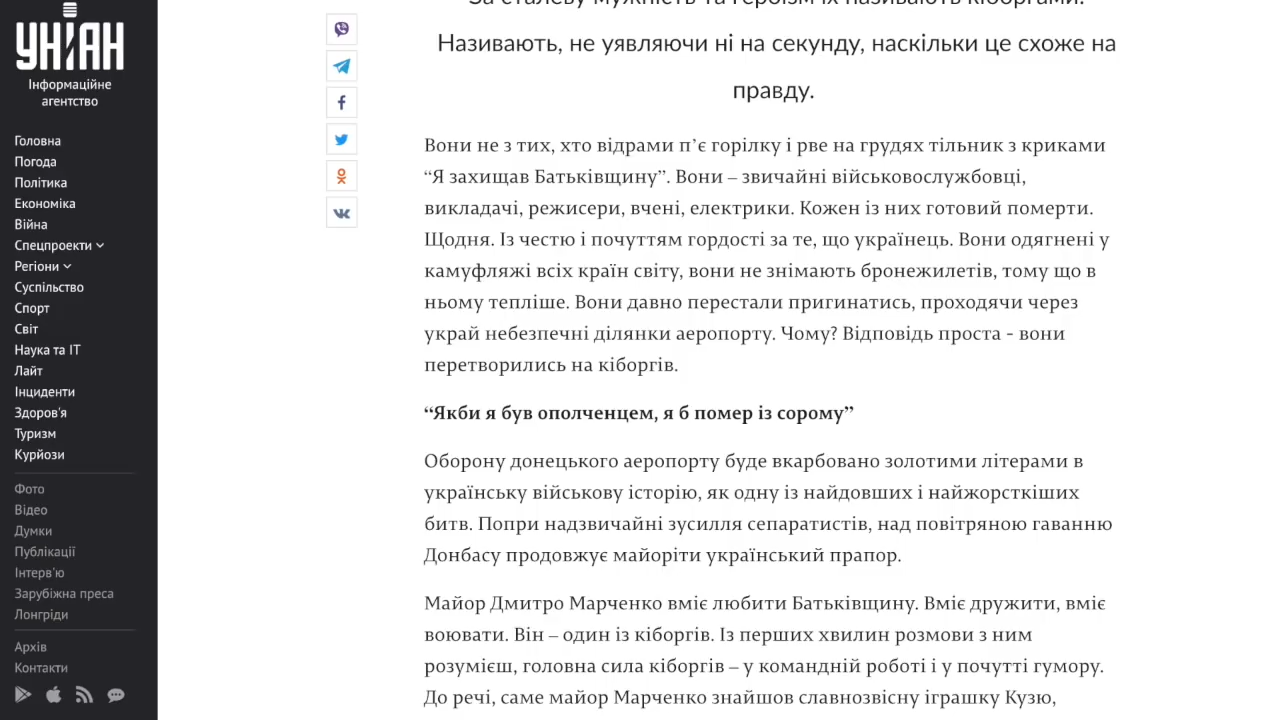 УНІАН
Інформаційне
агентство
Головна
Погода
Політика
Економіка
Війна
Спецпроекти
Регіони
Суспільство
Спорт
Світ
Наука та ІТ
Лайт
Інциденти
Здоров'я
Туризм
Курйози
Фото
Відео
Думки
Публікації
Інтерв'ю
Зарубіжна преса
Лонгріди
Архів
Контакти
За сталеву мужність та героїзм їх називають кіборгами.
Називають, не уявляючи ні на секунду, наскільки це схоже на
правду.
Вони не з тих, хто відрами п’є горілку і рве на грудях тільник з криками
“Я захищав Батьківщину”. Вони – звичайні військовослужбовці,
викладачі, режисери, вчені, електрики. Кожен із них готовий померти.
Щодня. Із честю і почуттям гордості за те, що українець. Вони одягнені у
камуфляжі всіх країн світу, вони не знімають бронежилетів, тому що в
ньому тепліше. Вони давно перестали пригинатись, проходячи через
украй небезпечні ділянки аеропорту. Чому? Відповідь проста - вони
перетворились на кіборгів.
“Якби я був ополченцем, я б помер із сорому”
Оборону донецького аеропорту буде вкарбовано золотими літерами в
українську військову історію, як одну із найдовших і найжорсткіших
битв. Попри надзвичайні зусилля сепаратистів, над повітряною гаванню
Донбасу продовжує майоріти український прапор.
Майор Дмитро Марченко вміє любити Батьківщину. Вміє дружити, вміє
воювати. Він – один із кіборгів. Із перших хвилин розмови з ним
розумієш, головна сила кіборгів – у командній роботі і у почутті гумору.
До речі, саме майор Марченко знайшов славнозвісну іграшку Кузю,